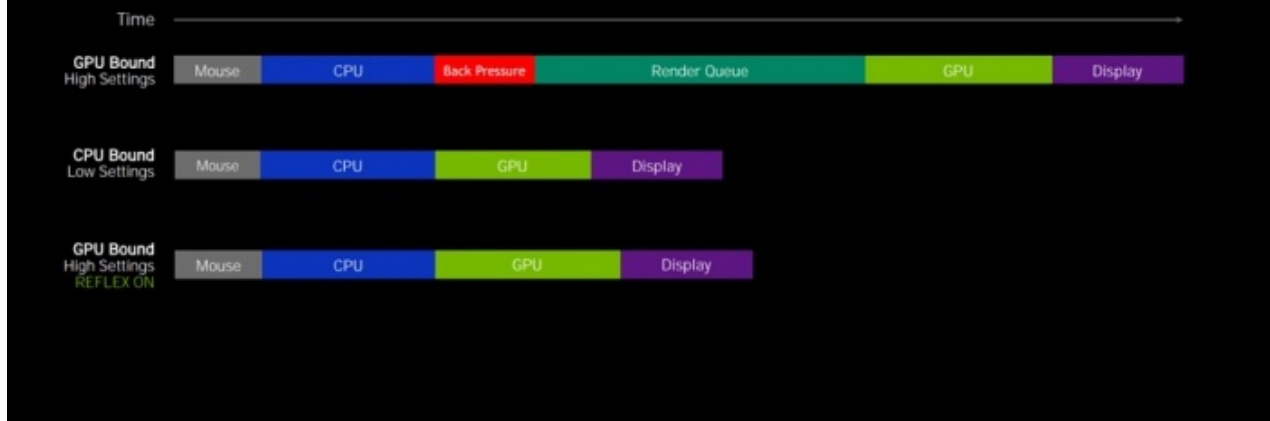 Time
GPU Bound
High Settings
Mouse CPU Back Pressure Render Queue GPU Display
CPU Bound
Low Settings
Mouse CPU GPU Display
GPU Bound
High Settings
REFLEX ON
Mouse CPU GPU Display